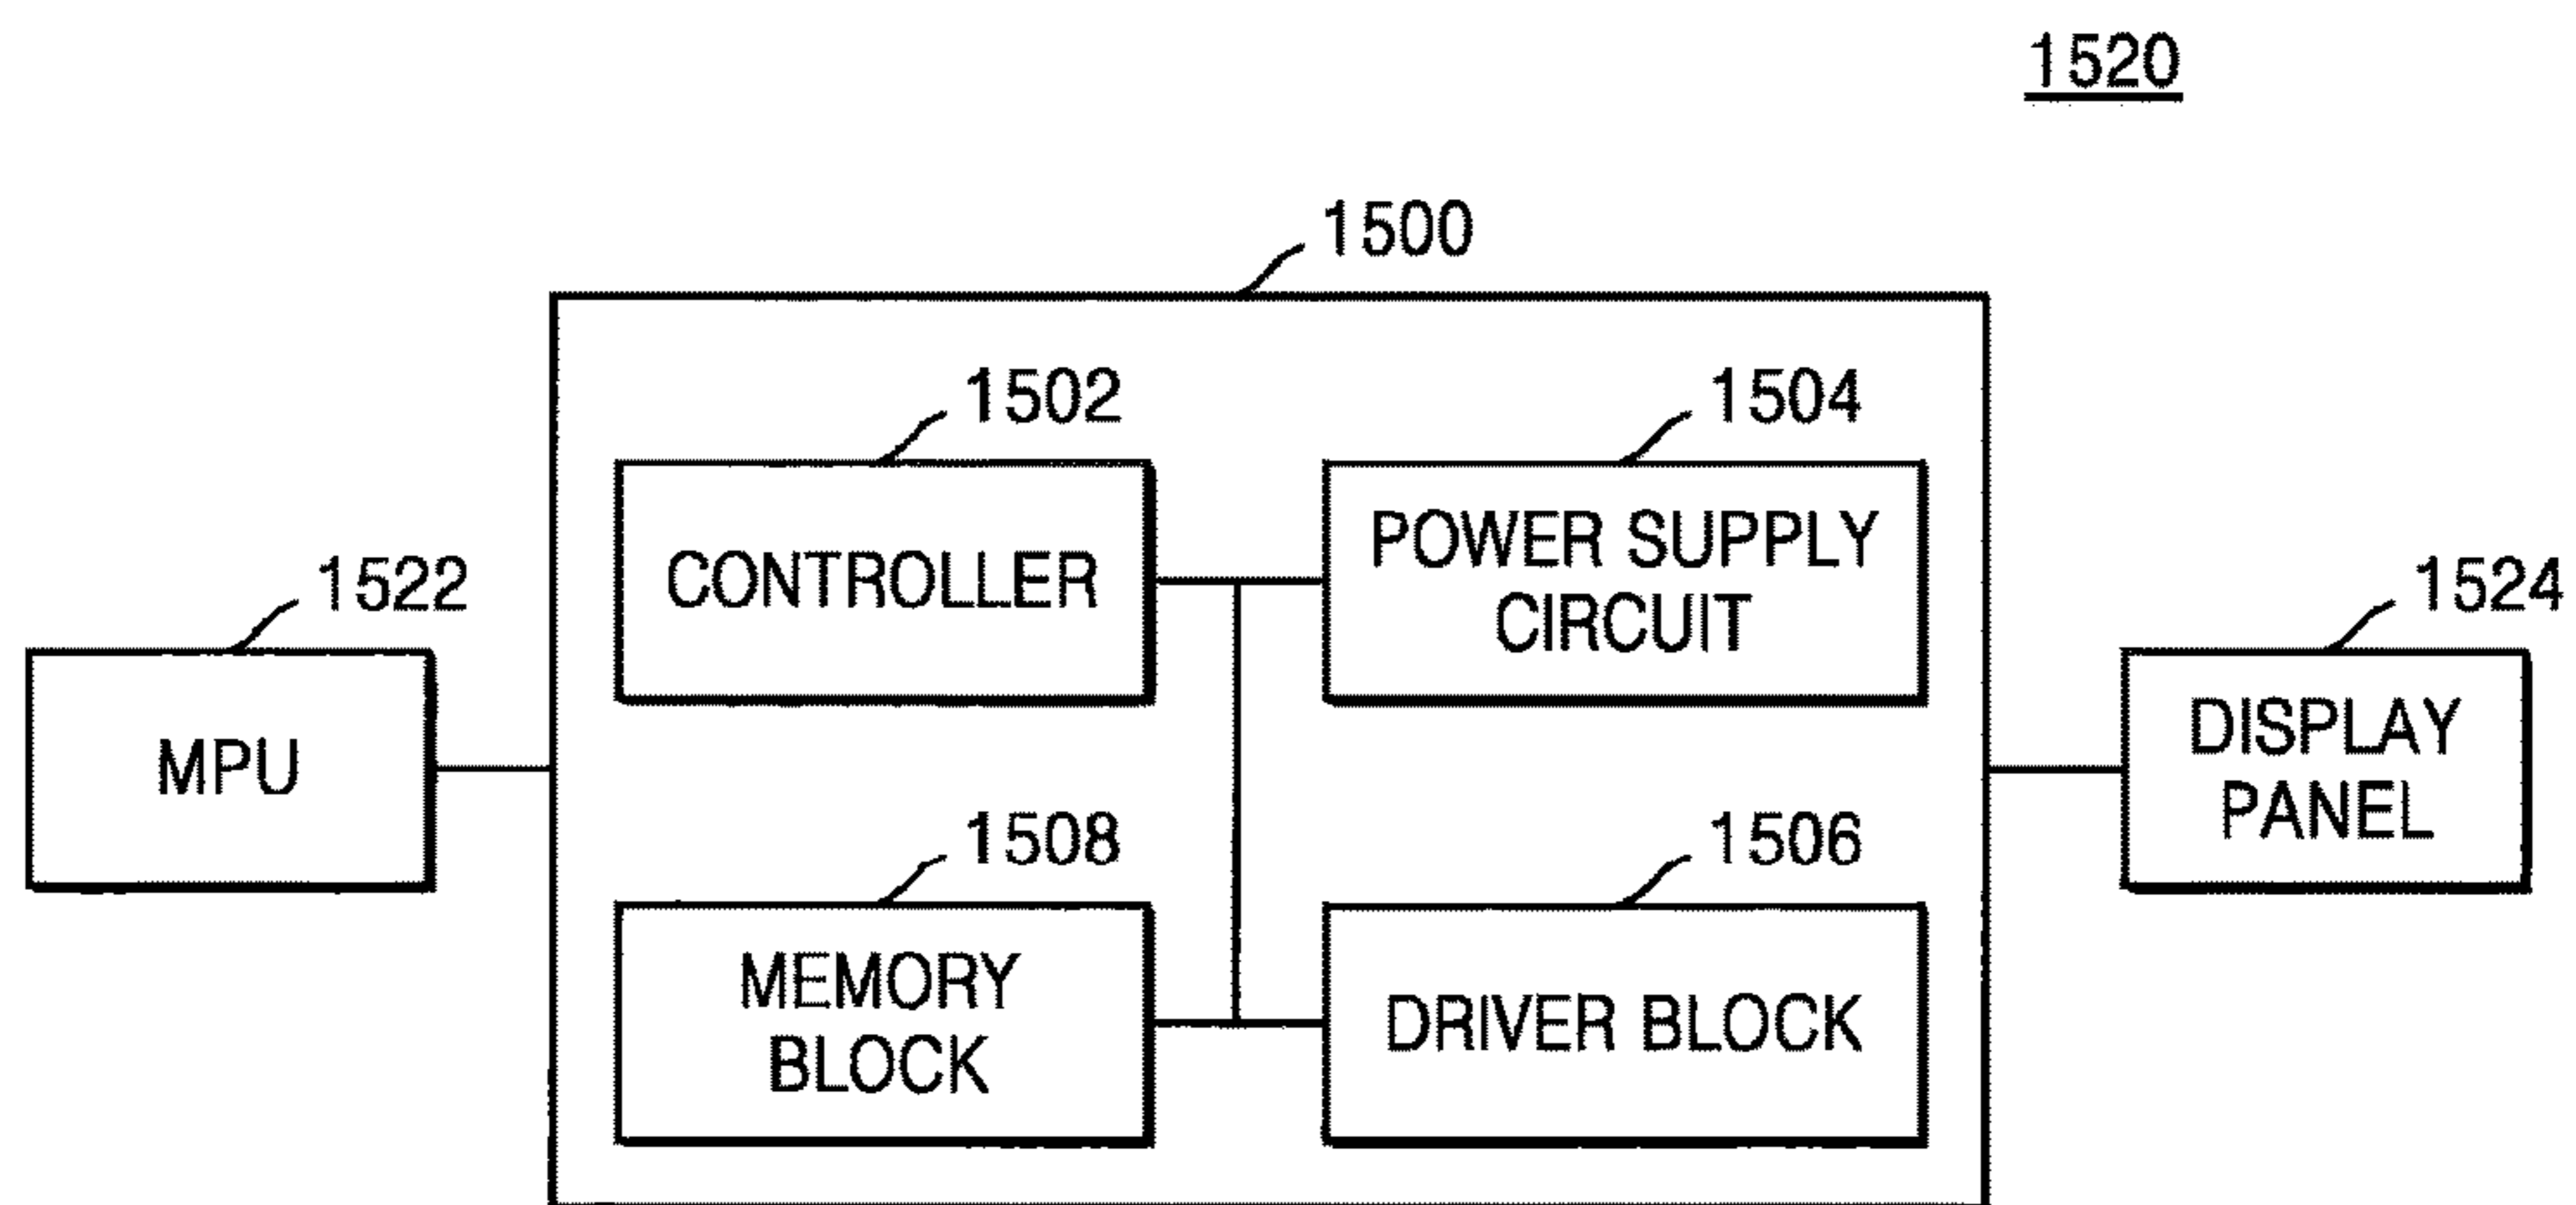 1520
1500
1502
1504
CONTROLLER
POWER SUPPLY
CIRCUIT
1522
MPU
1524
DISPLAY
PANEL
1508
1506
MEMORY
BLOCK
DRIVER BLOCK